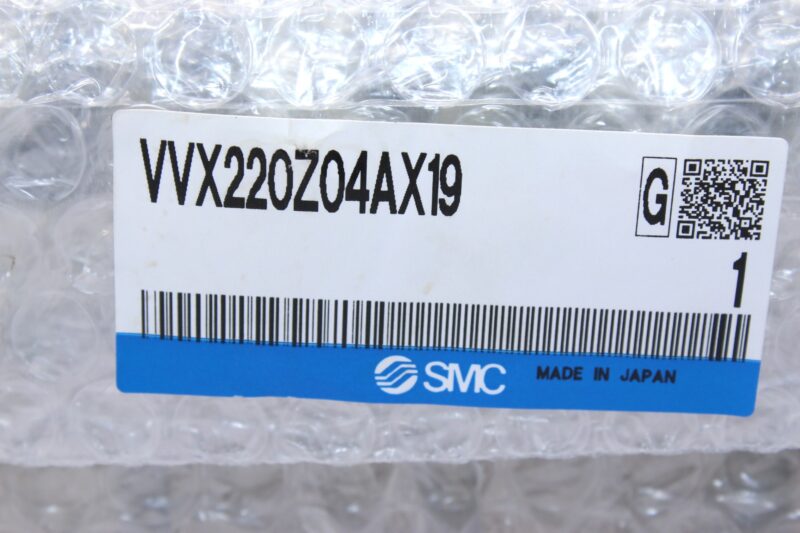 VVX220Z04AX19
G
1
SMC MADE IN JAPAN